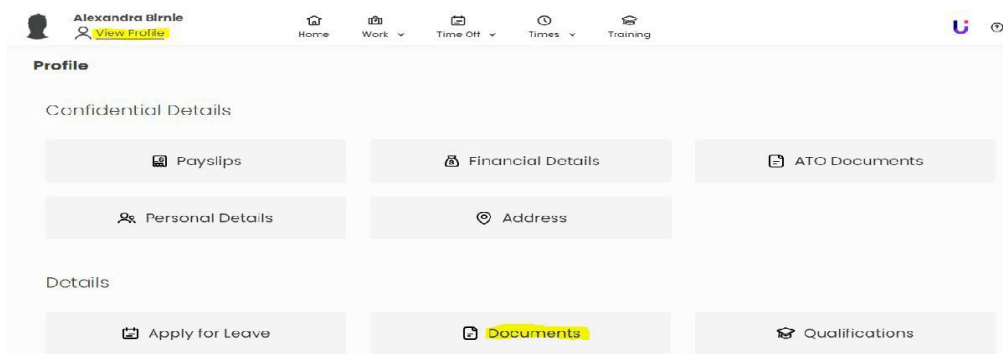 Alexandra Birnie
View Profile
Home
Work
Time Off
Times
Training
Profile
Confidential Details
Payslips
Financial Details
ATO Documents
Personal Details
Address
Details
Apply for Leave
Documents
Qualifications